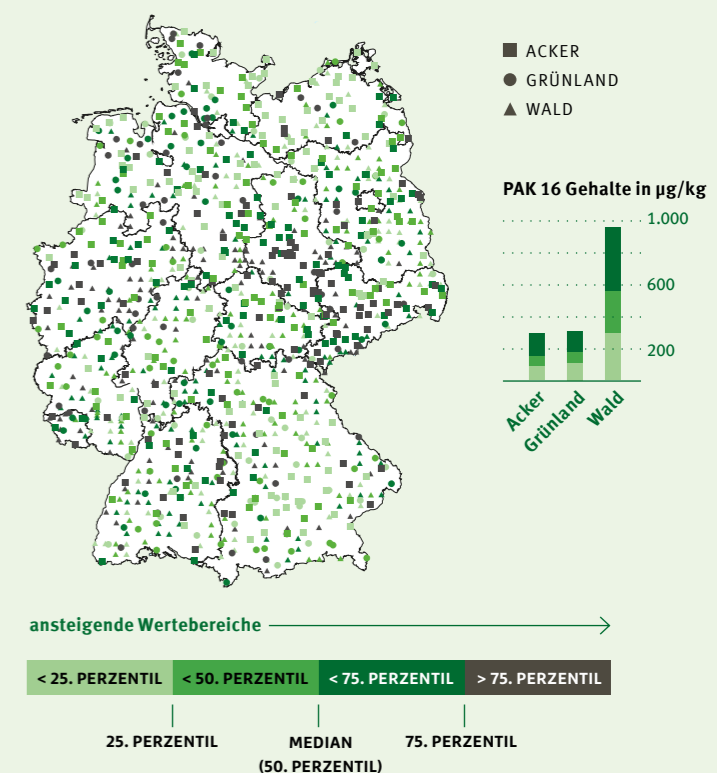 ACKER
GRÜNLAND
WALD
PAK 16 Gehalte in µg/kg
1.000
600
200
Acker
Grünland
Wald
ansteigende Wertebereiche
< 25. PERZENTIL
< 50. PERZENTIL
< 75. PERZENTIL
> 75. PERZENTIL
25. PERZENTIL
MEDIAN
(50. PERZENTIL)
75. PERZENTIL